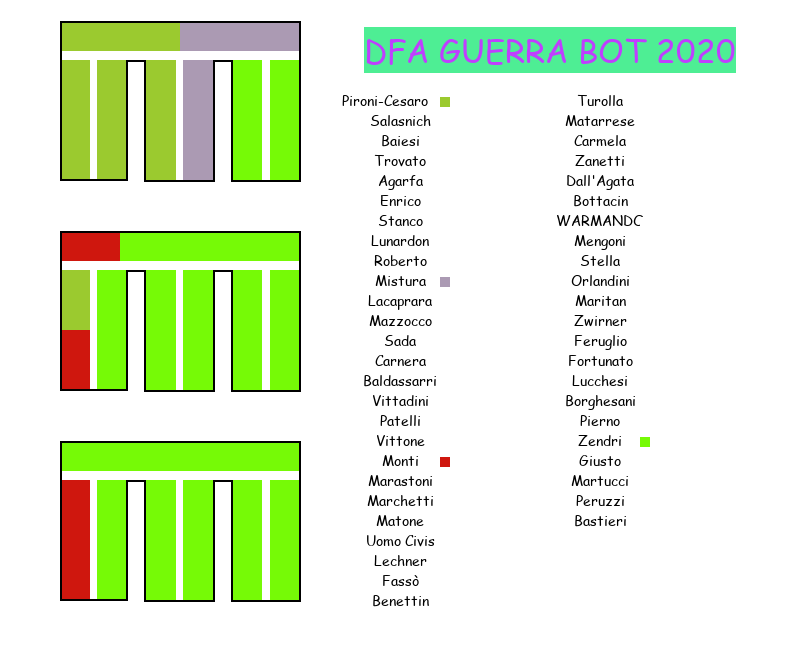 DFA GUERRA BOT 2020
Pironi-Cesaro
Salasnich
Baiesi
Trovato
Agarfa
Enrico
Stanco
Lunardon
Roberto
Mistura
Lacaprara
Mazzocco
Sada
Carnera
Baldassarri
Vittadini
Patelli
Vittone
Monti
Marastoni
Marchetti
Matone
Uomo Civis
Lechner
Fassò
Benettin
Turolla
Matarrese
Carmela
Zanetti
Dall'Agata
Bottacin
WARMANDC
Mengoni
Stella
Orlandini
Maritan
Zwirner
Feruglio
Fortunato
Lucchesi
Borghesani
Pierno
Zendri
Giusto
Martucci
Peruzzi
Bastieri